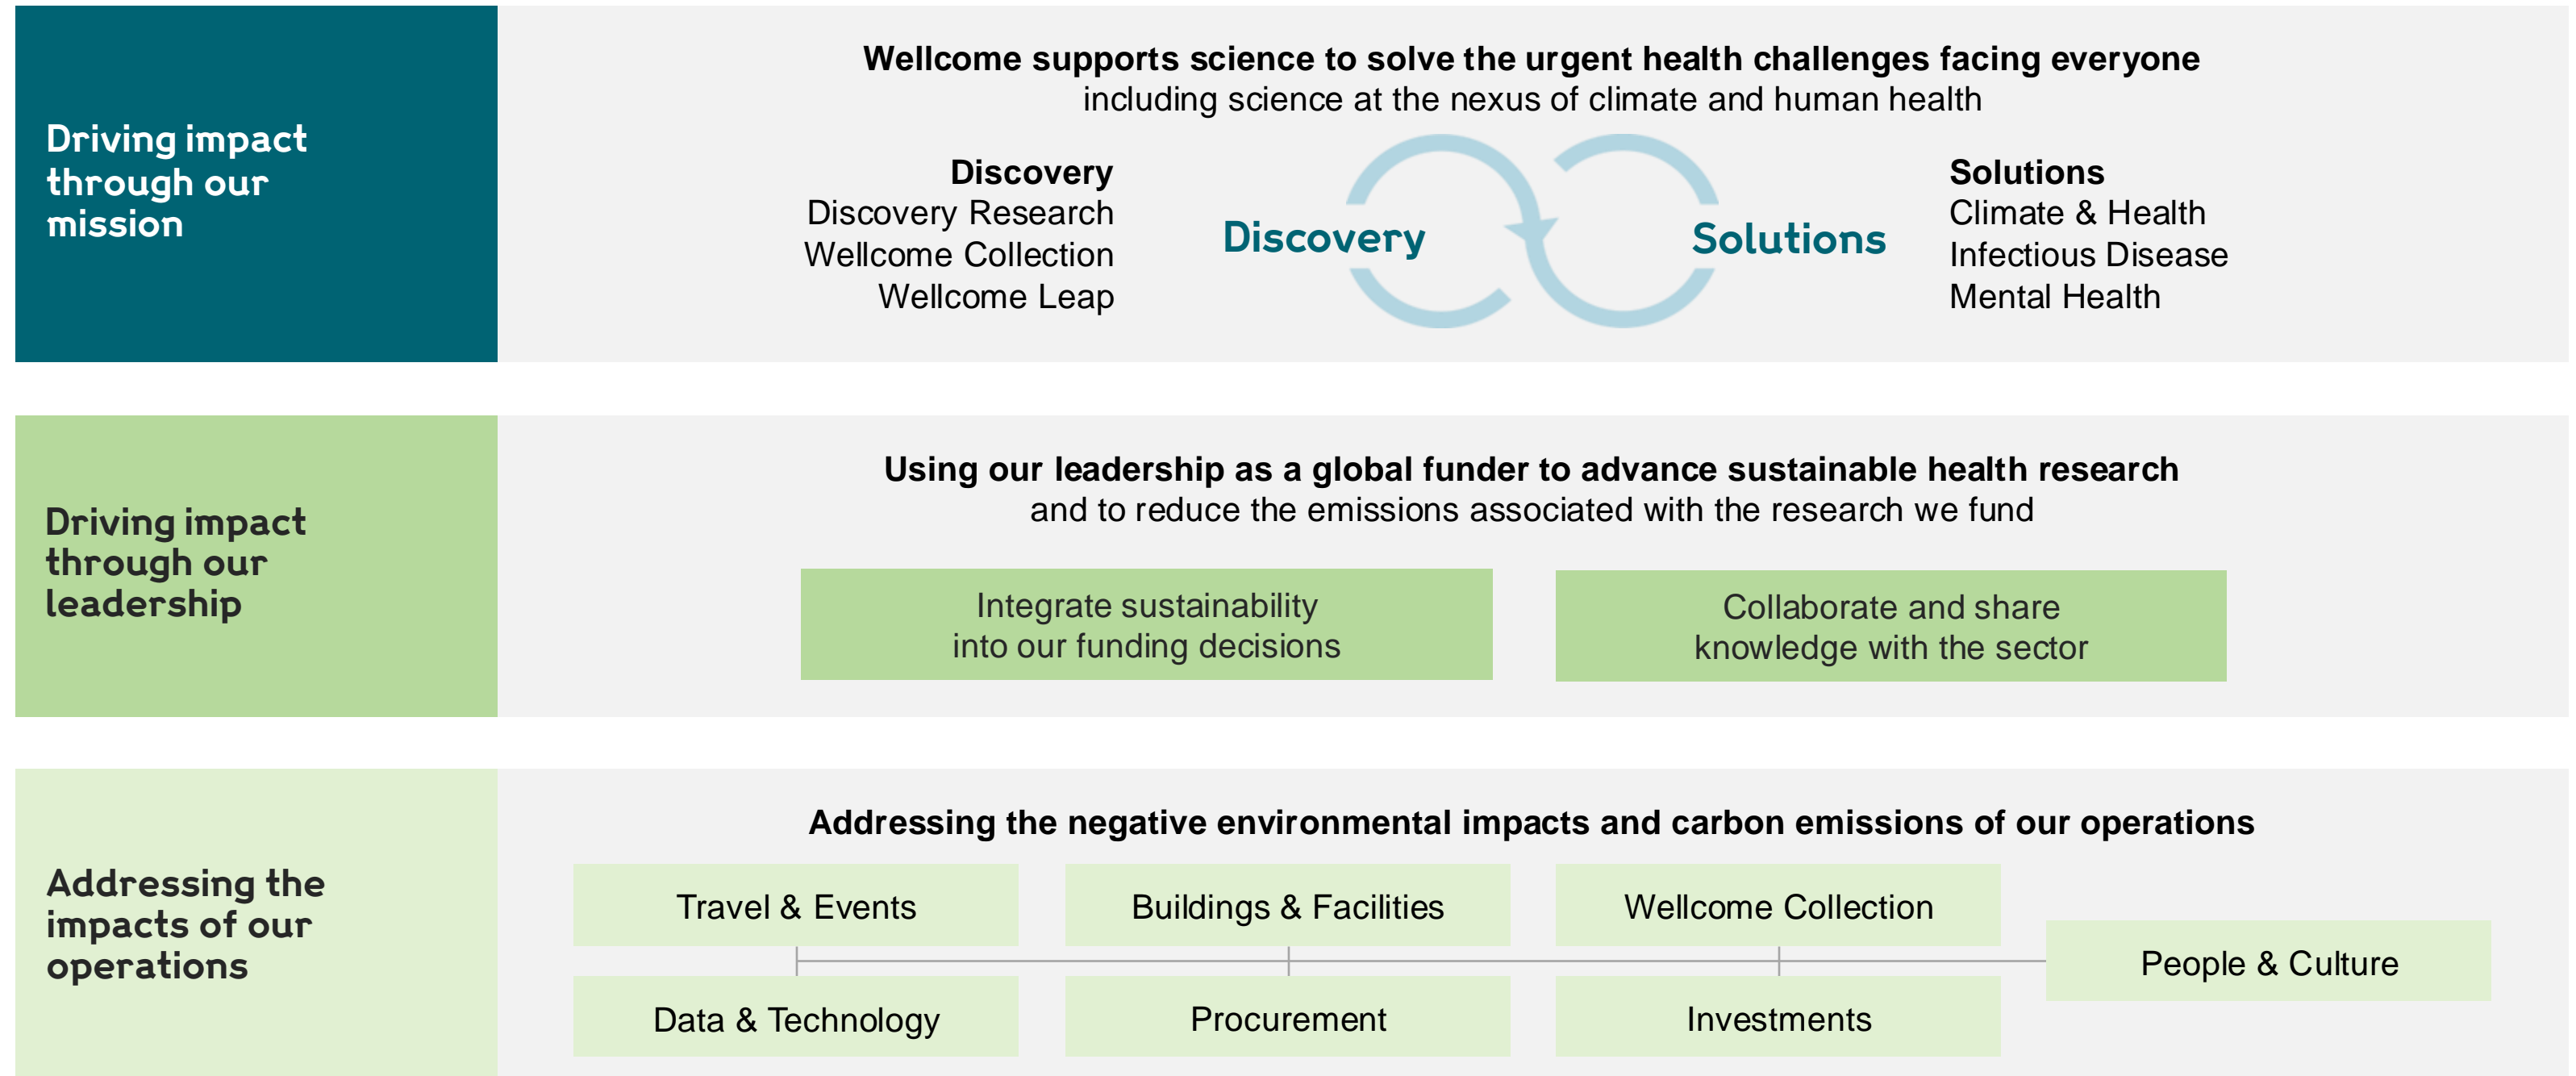 Driving impact
through our
mission
Wellcome supports science to solve the urgent health challenges facing everyone
including science at the nexus of climate and human health
Discovery
Discovery Research
Wellcome Collection
Wellcome Leap
Discovery
Solutions
Solutions
Climate & Health
Infectious Disease
Mental Health
Driving impact
through our
leadership
Using our leadership as a global funder to advance sustainable health research
and to reduce the emissions associated with the research we fund
Integrate sustainability
into our funding decisions
Collaborate and share
knowledge with the sector
Addressing the
impacts of our
operations
Addressing the negative environmental impacts and carbon emissions of our operations
Travel & Events
Buildings & Facilities
Wellcome Collection
People & Culture
Data & Technology
Procurement
Investments